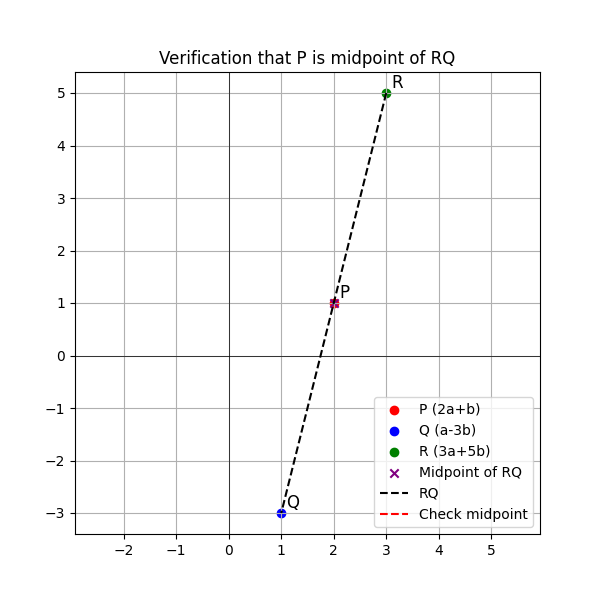 Verification that P is midpoint of RQ
R
P
Q
5
4
3
2
1
0
−1
−2
−3
−2
−1
0
1
2
3
4
5
P (2a+b)
Q (a-3b)
R (3a+5b)
Midpoint of RQ
RQ
Check midpoint